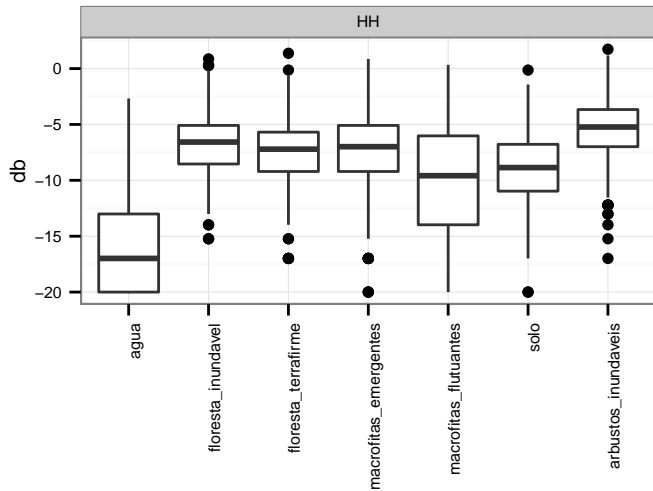 HH
db
0
−5
−10
−15
−20
agua
floresta_inundavel
floresta_terrafirme
macrofitas_emergentes
macrofitas_flutuantes
solo
arbustos_inundaveis